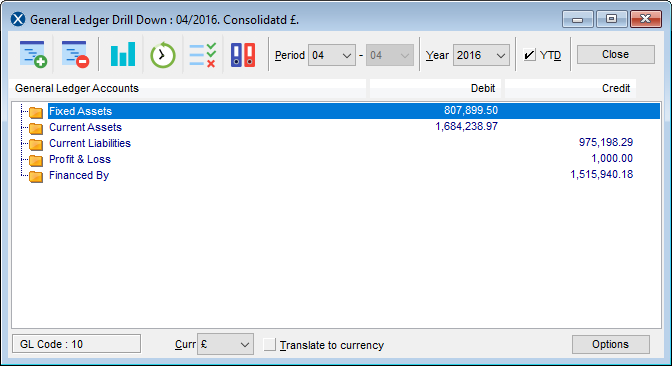 General Ledger Drill Down : 04/2016. Consolidatd £.
Period 04 - 04 Year 2016 YTD Close
General Ledger Accounts Debit Credit
Fixed Assets 807,899.50
Current Assets 1,684,238.97
Current Liabilities 975,198.29
Profit & Loss 1,000.00
Financed By 1,515,940.18
GL Code : 10 Curr £ Translate to currency Options